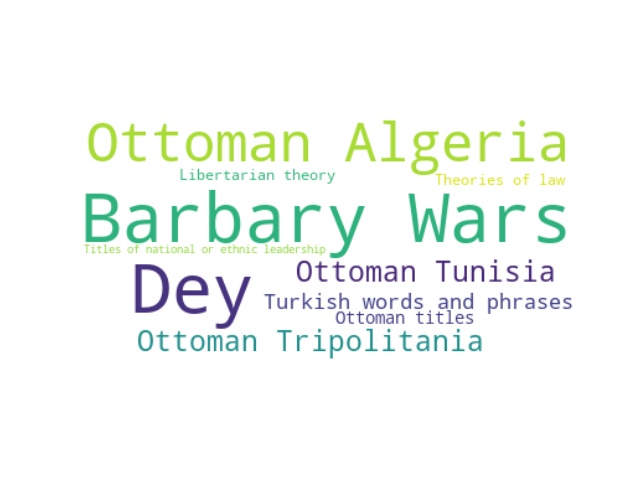 Ottoman Algeria
Libertarian theory
Theories of law
Barbary Wars
Titles of national or ethnic leadership
Dey
Ottoman Tunisia
Turkish words and phrases
Ottoman titles
Ottoman Tripolitania